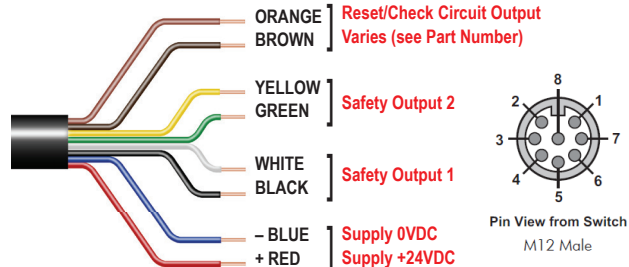 ORANGE
BROWN
Reset/Check Circuit Output
Varies (see Part Number)
YELLOW
GREEN
Safety Output 2
WHITE
BLACK
Safety Output 1
– BLUE
+ RED
Supply 0VDC
Supply +24VDC
8
2
1
3
7
4
6
5
Pin View from Switch
M12 Male